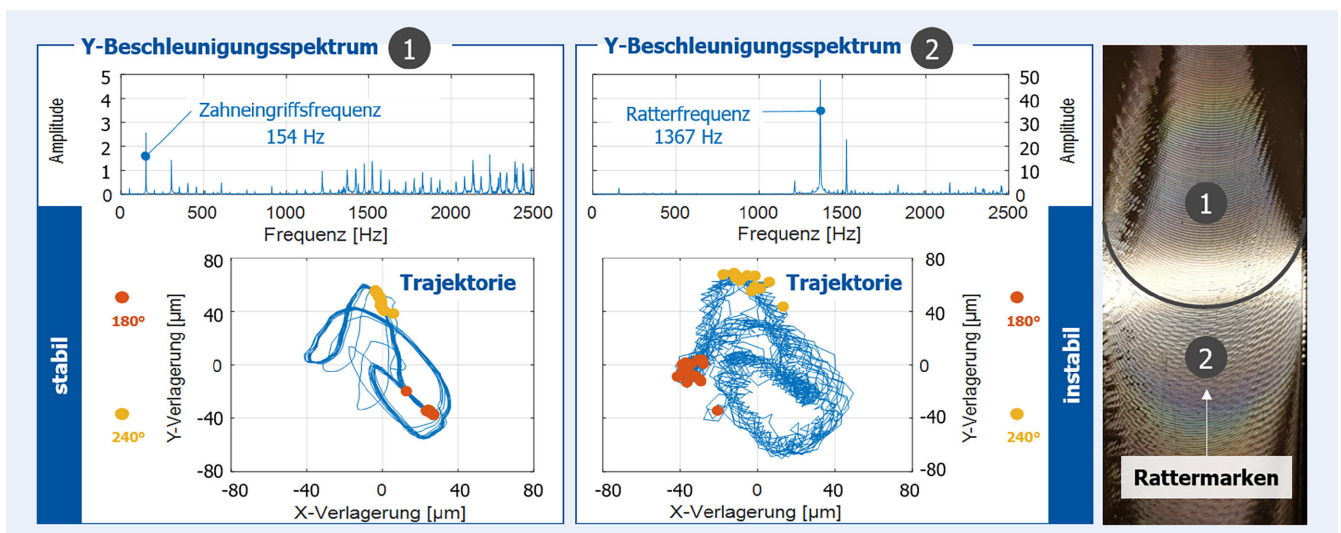 Y-Beschleunigungsspektrum 1
Amplitude
5
4
3
2
1
0
Zahneingriffsfrequenz
154 Hz
0 500 1000 1500 2000 2500
Frequenz [Hz]
stabil
180°
240°
Trajektorie
Y-Verlagerung [µm]
80
40
0
-40
-80
-80 -40 0 40 80
X-Verlagerung [µm]
Y-Beschleunigungsspektrum 2
Ratterfrequenz
1367 Hz
50
40
30
20
10
0
Amplitude
0 500 1000 1500 2000 2500
Frequenz [Hz]
Trajektorie
80
40
0
-40
-80
Y-Verlagerung [µm]
-80 -40 0 40 80
X-Verlagerung [µm]
180°
240°
instabil
1
2
Rattermarken